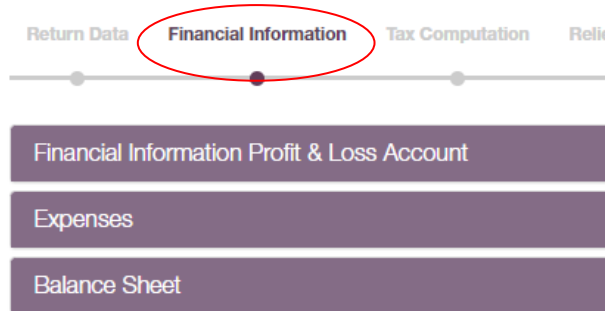 Return Data Financial Information Tax Computation
Financial Information Profit & Loss Account
Expenses
Balance Sheet